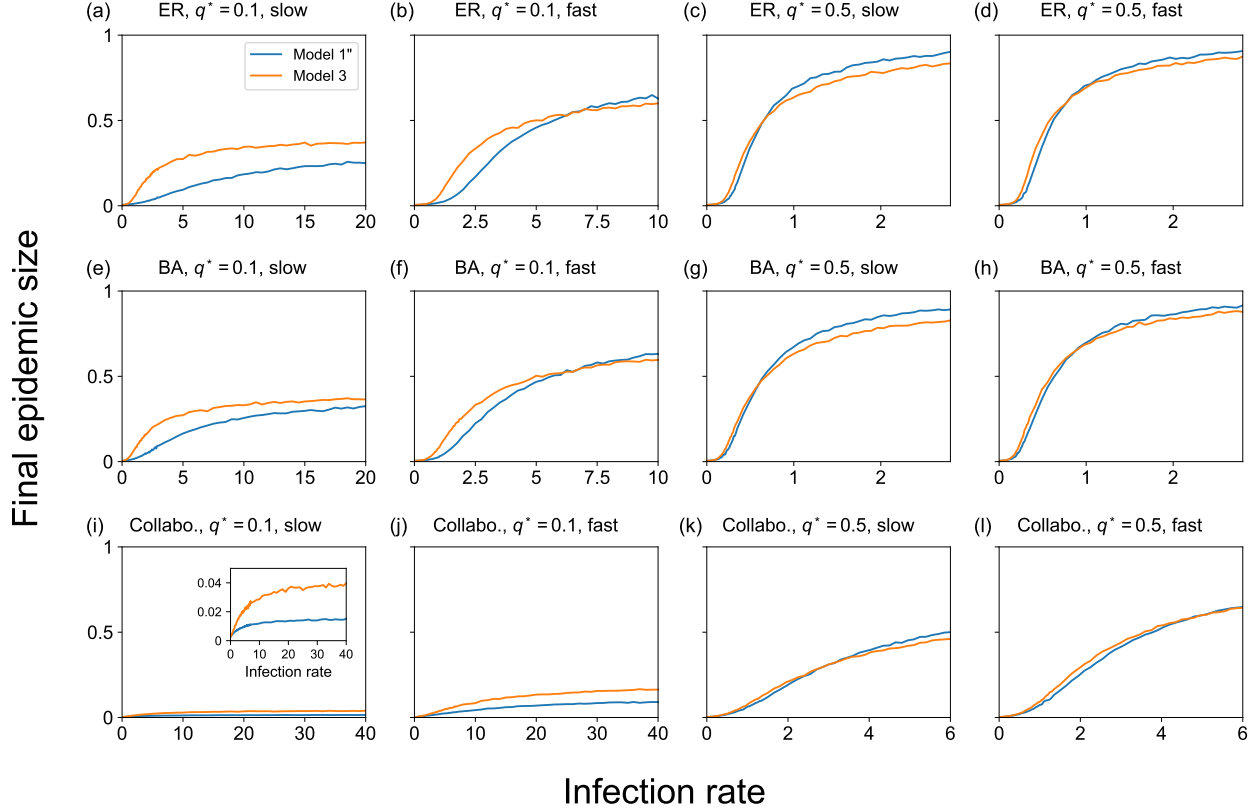 (a) ER, q* = 0.1, slow
(b) ER, q* = 0.1, fast
(c) ER, q* = 0.5, slow
(d) ER, q* = 0.5, fast
1
0.5
0
Model 1"
Model 3
0 5 10 15 20
0 2.5 5 7.5 10
0 1 2
0 1 2
(e) BA, q* = 0.1, slow
(f) BA, q* = 0.1, fast
(g) BA, q* = 0.5, slow
(h) BA, q* = 0.5, fast
1
0.5
0
0 5 10 15 20
0 2.5 5 7.5 10
0 1 2
0 1 2
(i) Collabo., q* = 0.1, slow
(j) Collabo., q* = 0.1, fast
(k) Collabo., q* = 0.5, slow
(l) Collabo., q* = 0.5, fast
1
0.5
0
0.04
0.02
0
0 10 20 30 40
Infection rate
0 10 20 30 40
0 10 20 30 40
0 2 4 6
0 2 4 6
Final epidemic size
Infection rate